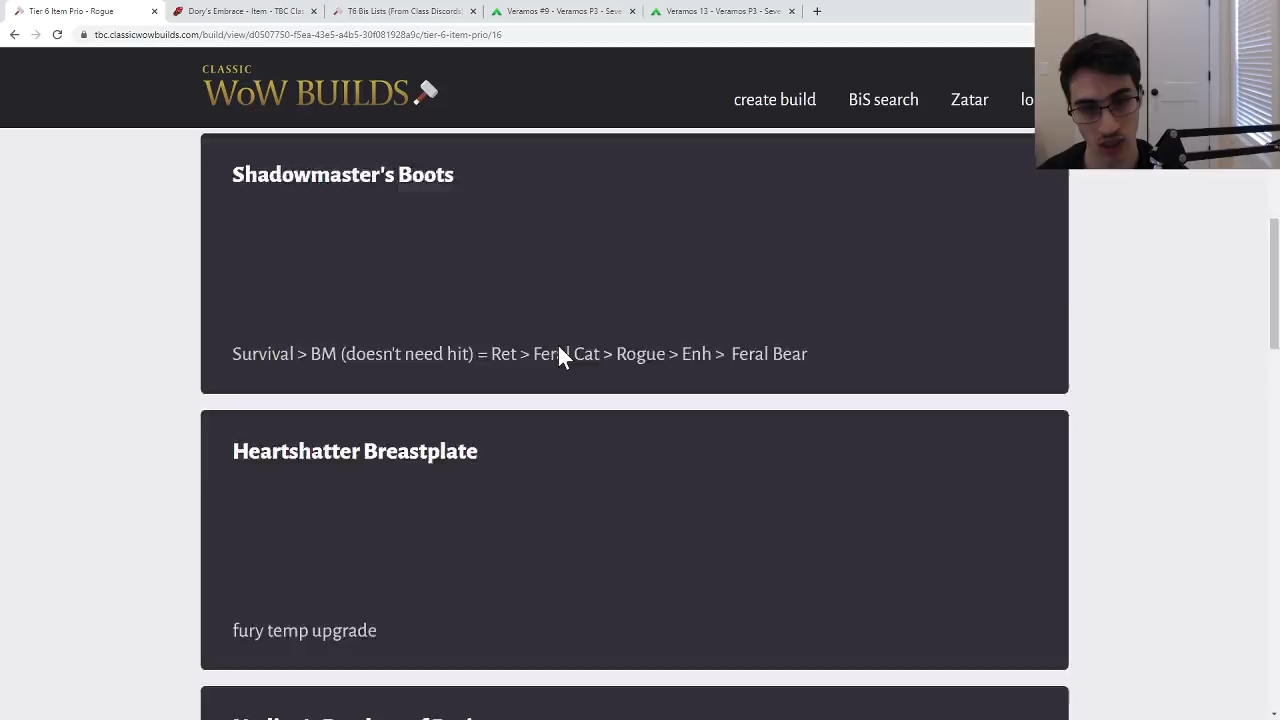 Tier 6 Item Prio - Rogue
Dory's Embrace - Item - TBC Clas
T6 Bis Lists (From Class Discords)
Veramos #9 - Veramos P3 - Seve
Veramos 13 - Veramos P3 - Seve
tbc.classicwowbuilds.com/build/view/d0507750-f5ea-43e5-a4b5-30f081928a9c/tier-6-item-prio/16
CLASSIC
WoW BUILDS
create build
BiS search
Zatar
lo
Shadowmaster's Boots
Survival > BM (doesn't need hit) = Ret > Feral Cat > Rogue > Enh > Feral Bear
Heartshatter Breastplate
fury temp upgrade